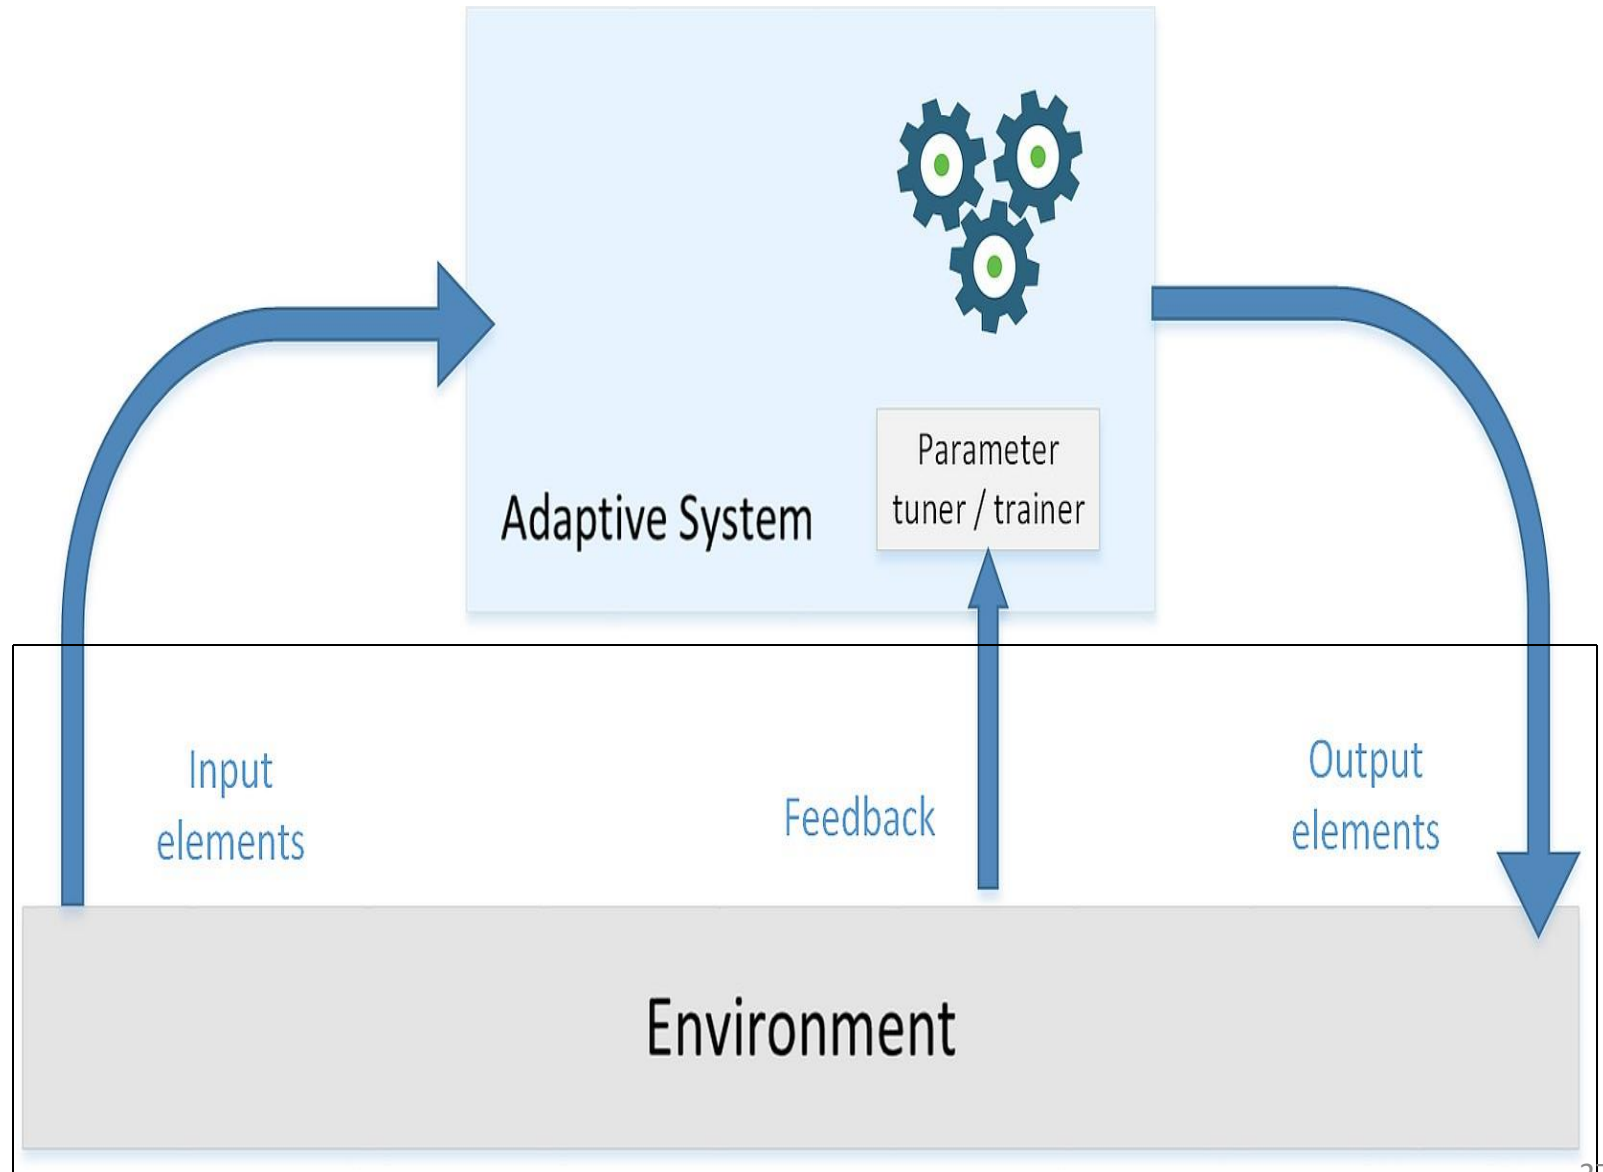 Parameter
tuner / trainer
Adaptive System
Input
elements
Feedback
Output
elements
Environment